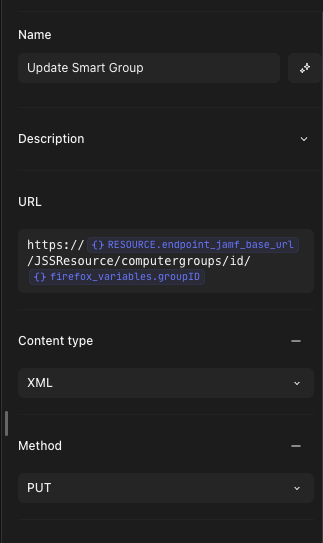 Name
Update Smart Group
Description
URL
https:// {} RESOURCE.endpoint_jamf_base_url
/JSSResource/computergroups/id/
{} firefox_variables.groupID
Content type
XML
Method
PUT